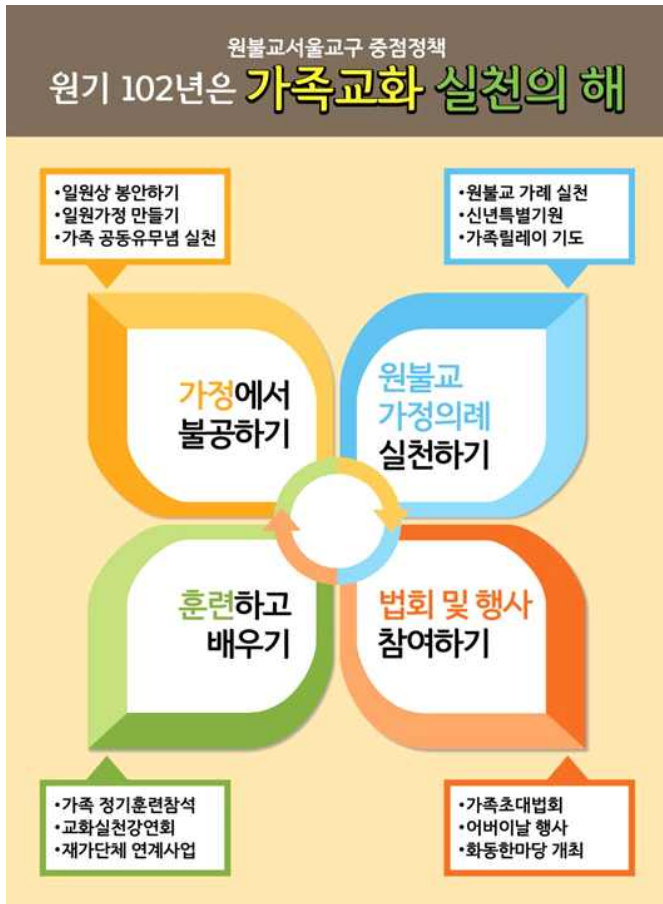 원불교서울교구 중점정책
원기 102년은 가족교화 실천의 해
•일원상 봉안하기
•일원가정 만들기
•가족 공동유무념 실천
•원불교 가례 실천
•신년특별기원
•가족릴레이 기도
가정에서
불공하기
원불교
가정의례
실천하기
훈련하고
배우기
법회 및 행사
참여하기
•가족 정기훈련참석
•교화실천강연회
•재가단체 연계사업
•가족초대법회
•어버이날 행사
•화동한마당 개최